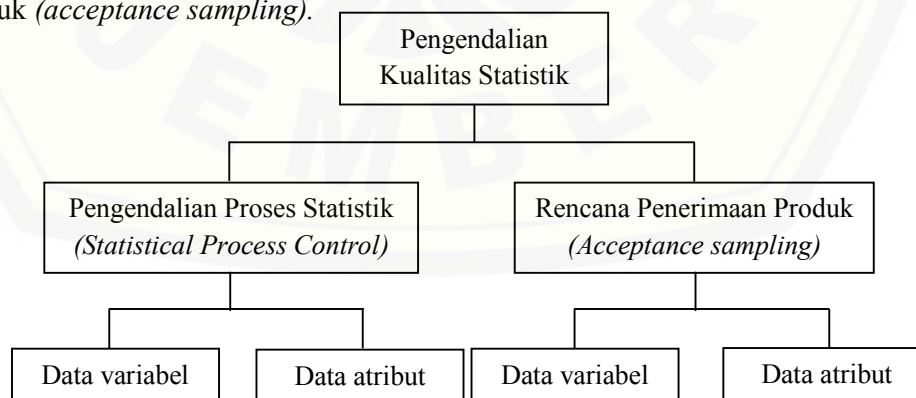 uk (acceptance sampling).
Pengendalian
Kualitas Statistik
Pengendalian Proses Statistik
(Statistical Process Control)
Rencana Penerimaan Produk
(Acceptance sampling)
Data variabel
Data atribut
Data variabel
Data atribut
EMBER